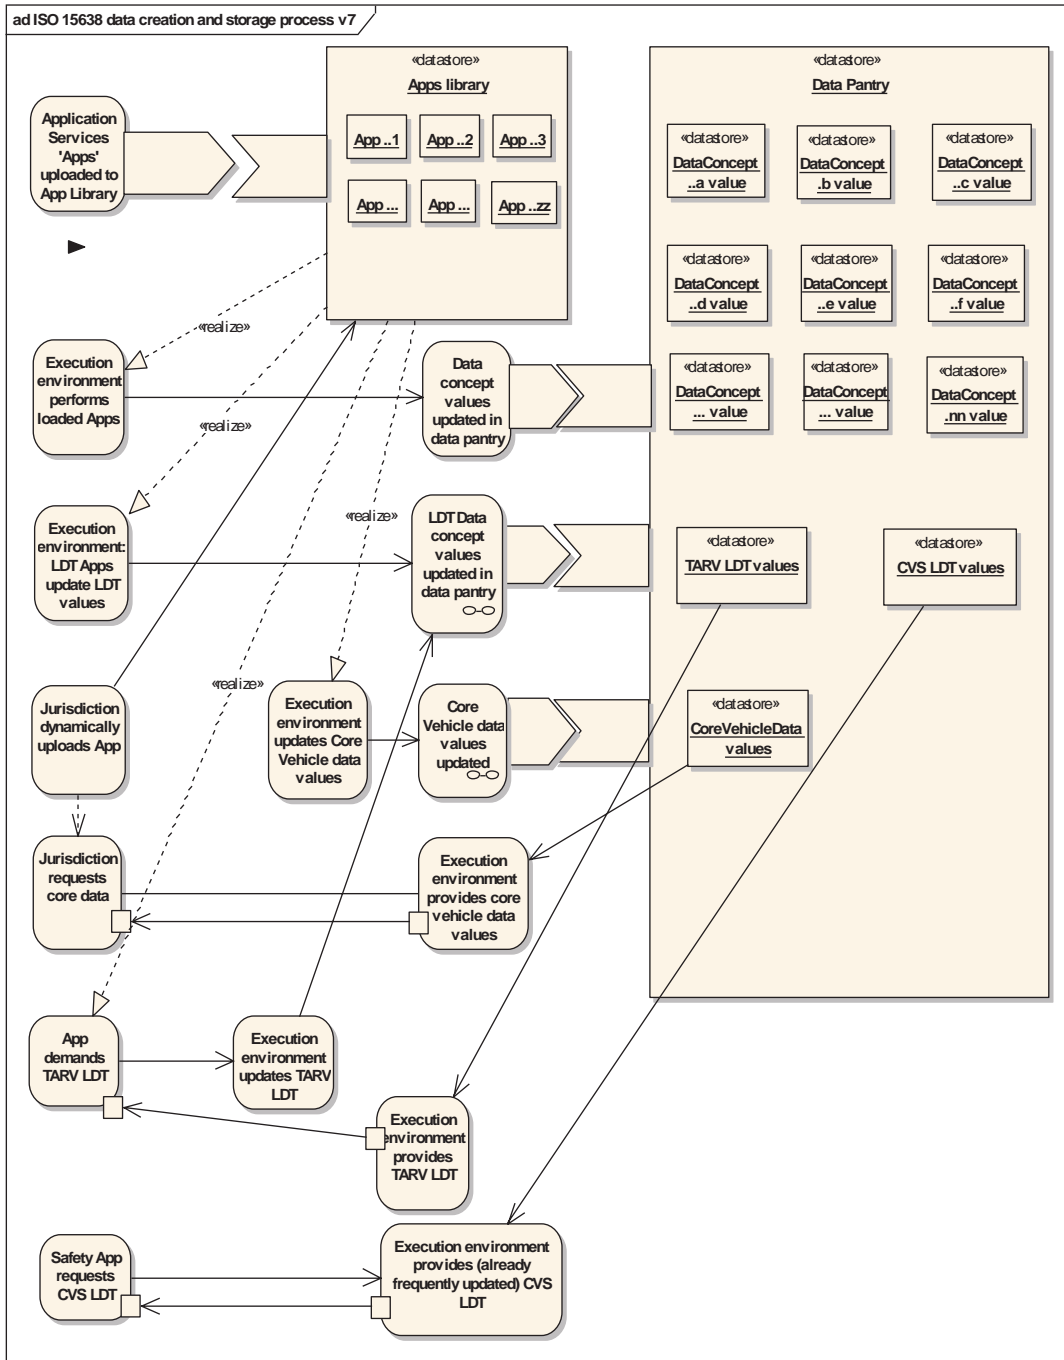 ad ISO 15638 data creation and storage process v7
«datastore»
Apps library
App ..1
App ..2
App ..3
App ...
App ...
App ..zz
«datastore»
Data Pantry
«datastore»
DataConcept
..a value
«datastore»
DataConcept
.b value
«datastore»
DataConcept
..c value
«datastore»
DataConcept
..d value
«datastore»
DataConcept
..e value
«datastore»
DataConcept
..f value
«datastore»
DataConcept
... value
«datastore»
DataConcept
... value
«datastore»
DataConcept
.nn value
Application
Services
'Apps'
uploaded to
App Library
«realize»
Execution
environment
performs
loaded Apps
Data
concept
values
updated in
data pantry
«realize»
Execution
environment:
LDT Apps
update LDT
values
«realize»
LDT Data
concept
values
updated in
data pantry
«datastore»
TARV LDT values
«datastore»
CVS LDT values
Jurisdiction
dynamically
uploads App
«realize»
Execution
environment
updates Core
Vehicle data
values
Core
Vehicle data
values
updated
«datastore»
CoreVehicleData
values
Jurisdiction
requests
core data
Execution
environment
provides core
vehicle data
values
App
demands
TARV LDT
Execution
environment
updates TARV
LDT
Execution
environment
provides
TARV LDT
Safety App
requests
CVS LDT
Execution environment
provides (already
frequently updated) CVS
LDT